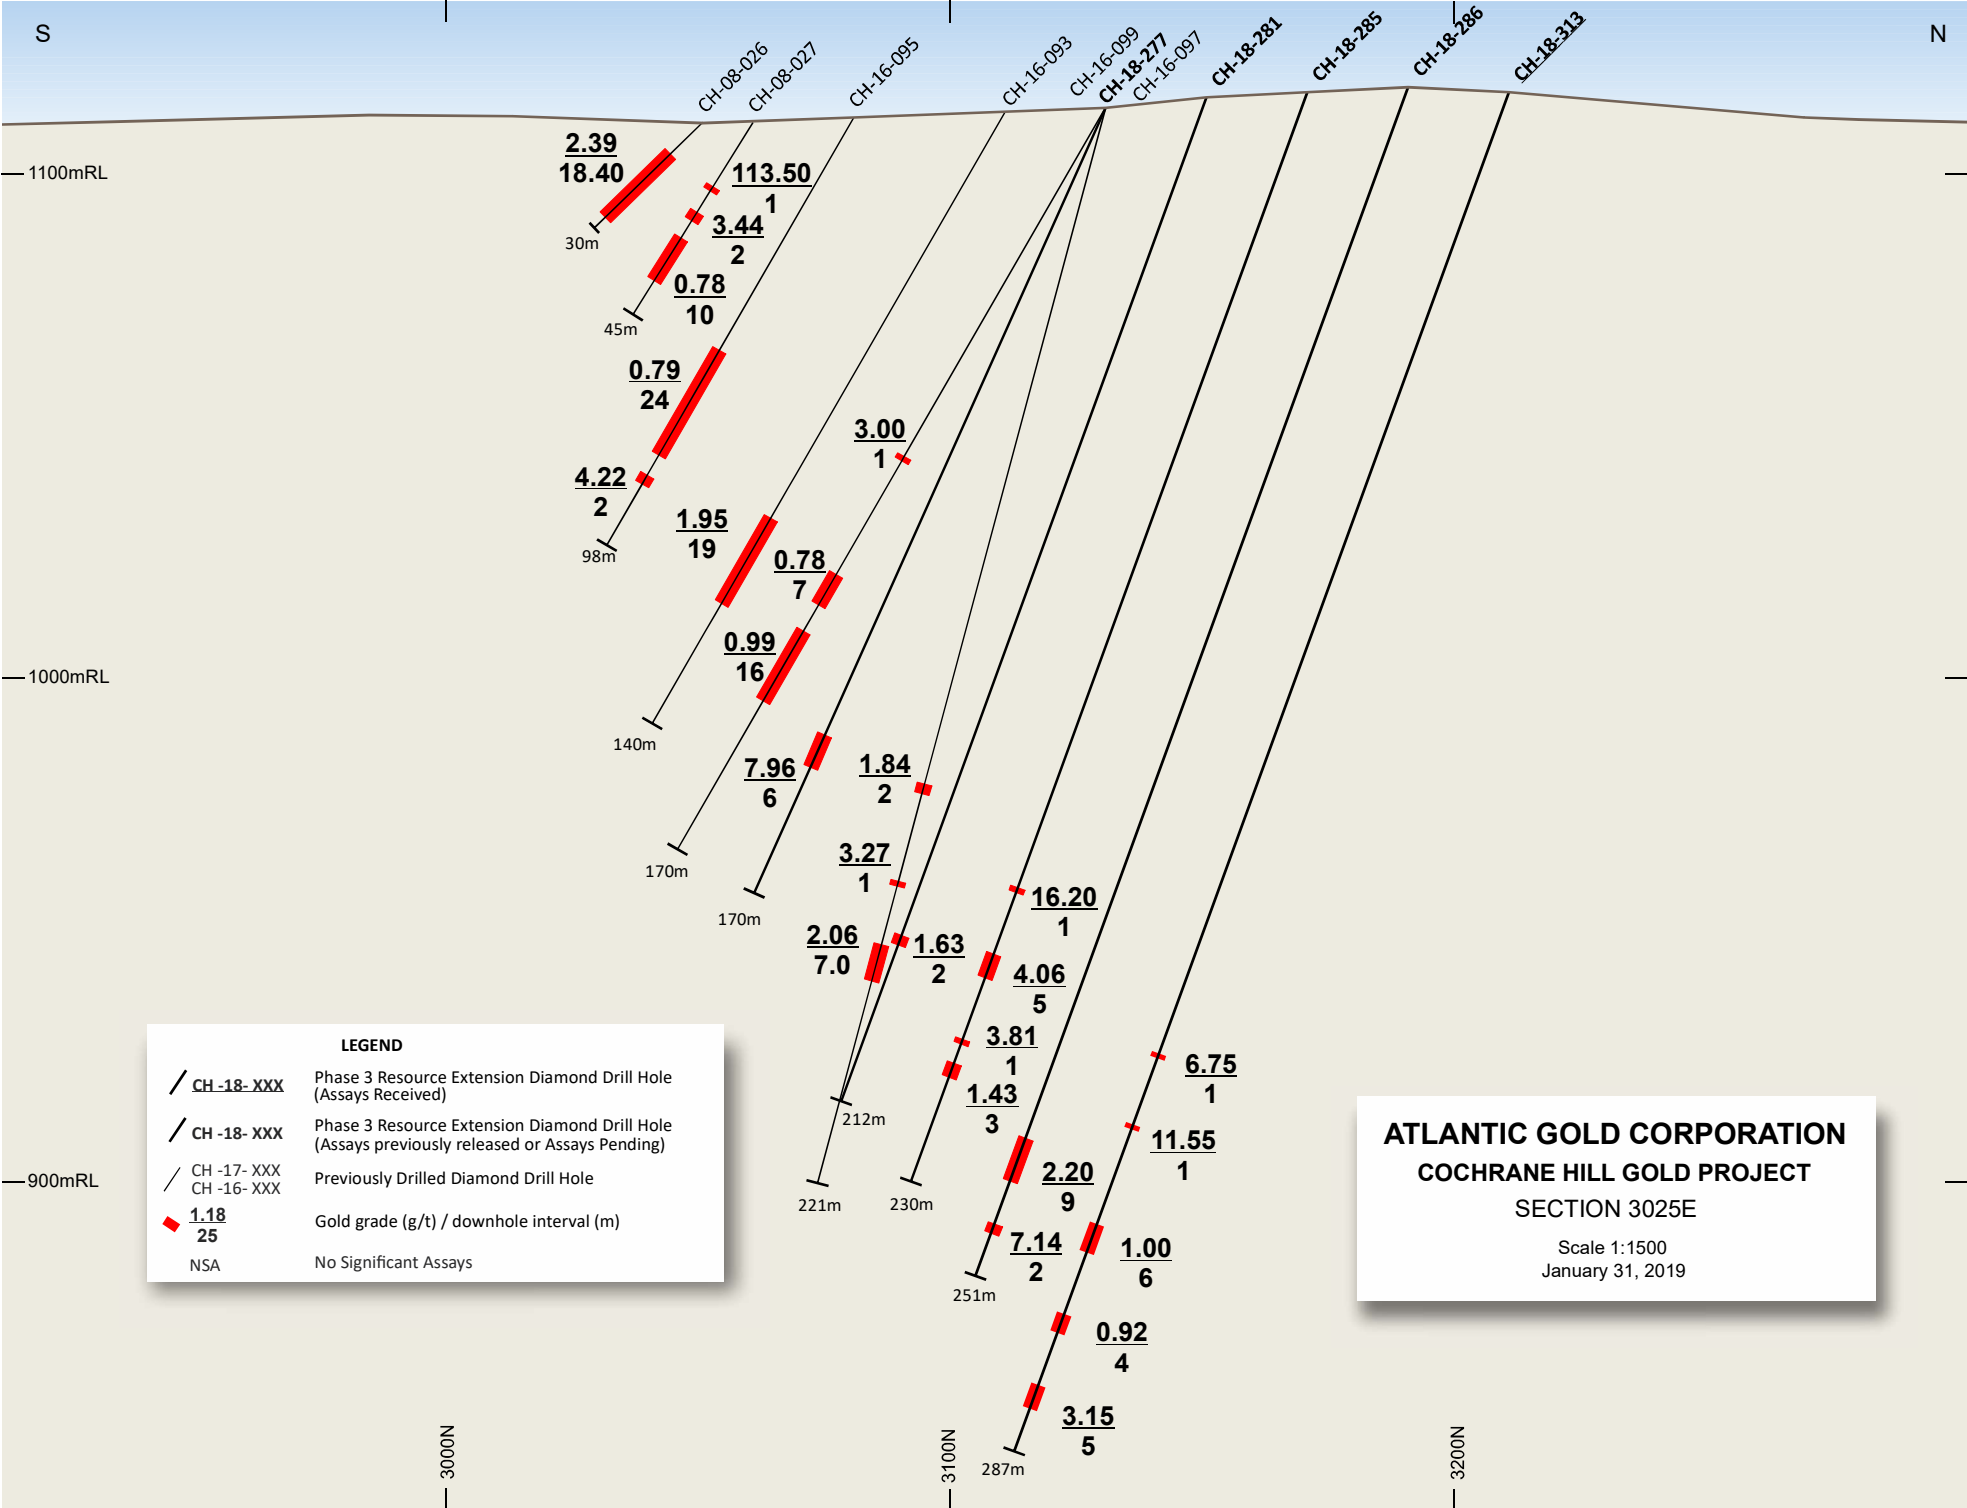 S
N
CH-08-026
CH-08-027
CH-16-095
CH-16-093
CH-16-099
CH-18-277
CH-16-097
CH-18-281
CH-18-285
CH-18-286
CH-18-313
1100mRL
1000mRL
900mRL
2.39
18.40
30m
113.50
1
3.44
2
0.78
10
45m
0.79
24
4.22
2
98m
1.95
19
140m
3.00
1
0.78
7
0.99
16
170m
7.96
6
170m
1.84
2
3.27
1
2.06
7.0
221m
1.63
2
212m
16.20
1
4.06
5
3.81
1
1.43
3
230m
2.20
9
7.14
2
251m
6.75
1
11.55
1
1.00
6
0.92
4
3.15
5
287m
LEGEND
CH -18- XXX
Phase 3 Resource Extension Diamond Drill Hole
(Assays Received)
CH -18- XXX
Phase 3 Resource Extension Diamond Drill Hole
(Assays previously released or Assays Pending)
CH -17- XXX
CH -16- XXX
Previously Drilled Diamond Drill Hole
1.18
25
Gold grade (g/t) / downhole interval (m)
NSA
No Significant Assays
ATLANTIC GOLD CORPORATION
COCHRANE HILL GOLD PROJECT
SECTION 3025E
Scale 1:1500
January 31, 2019
3000N
3100N
3200N